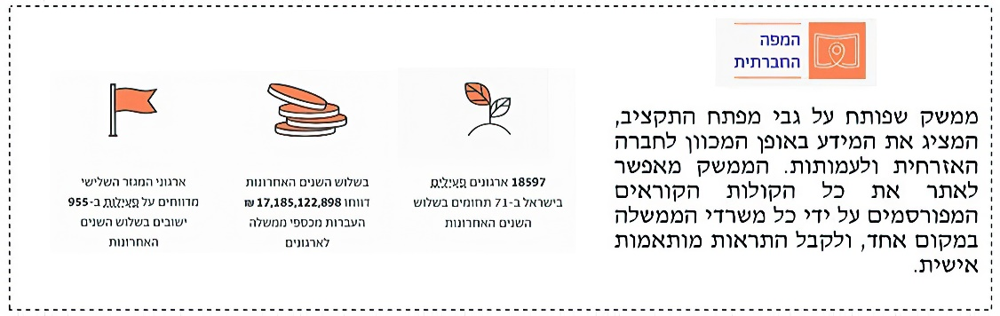 המפה
החברתית
ממשק שפותח על גבי מפתח התקציב,
המציג את המידע באופן המכוון לחברה
האזרחית ולעמותות. הממשק מאפשר
לאתר את כל הקולות הקוראים
המפורסמים על ידי כל משרדי הממשלה
במקום אחד, ולקבל התראות מותאמות
אישית.
18597 ארגונים פעילים
בישראל ב-71 תחומים בשלוש
השנים האחרונות
בשלוש השנים האחרונות
דווחו 17,185,122,898 ₪
העברות מכספי ממשלה
לארגונים
ארגוני המגזר השלישי
מדווחים על פעילות ב-955
ישובים בשלוש השנים
האחרונות